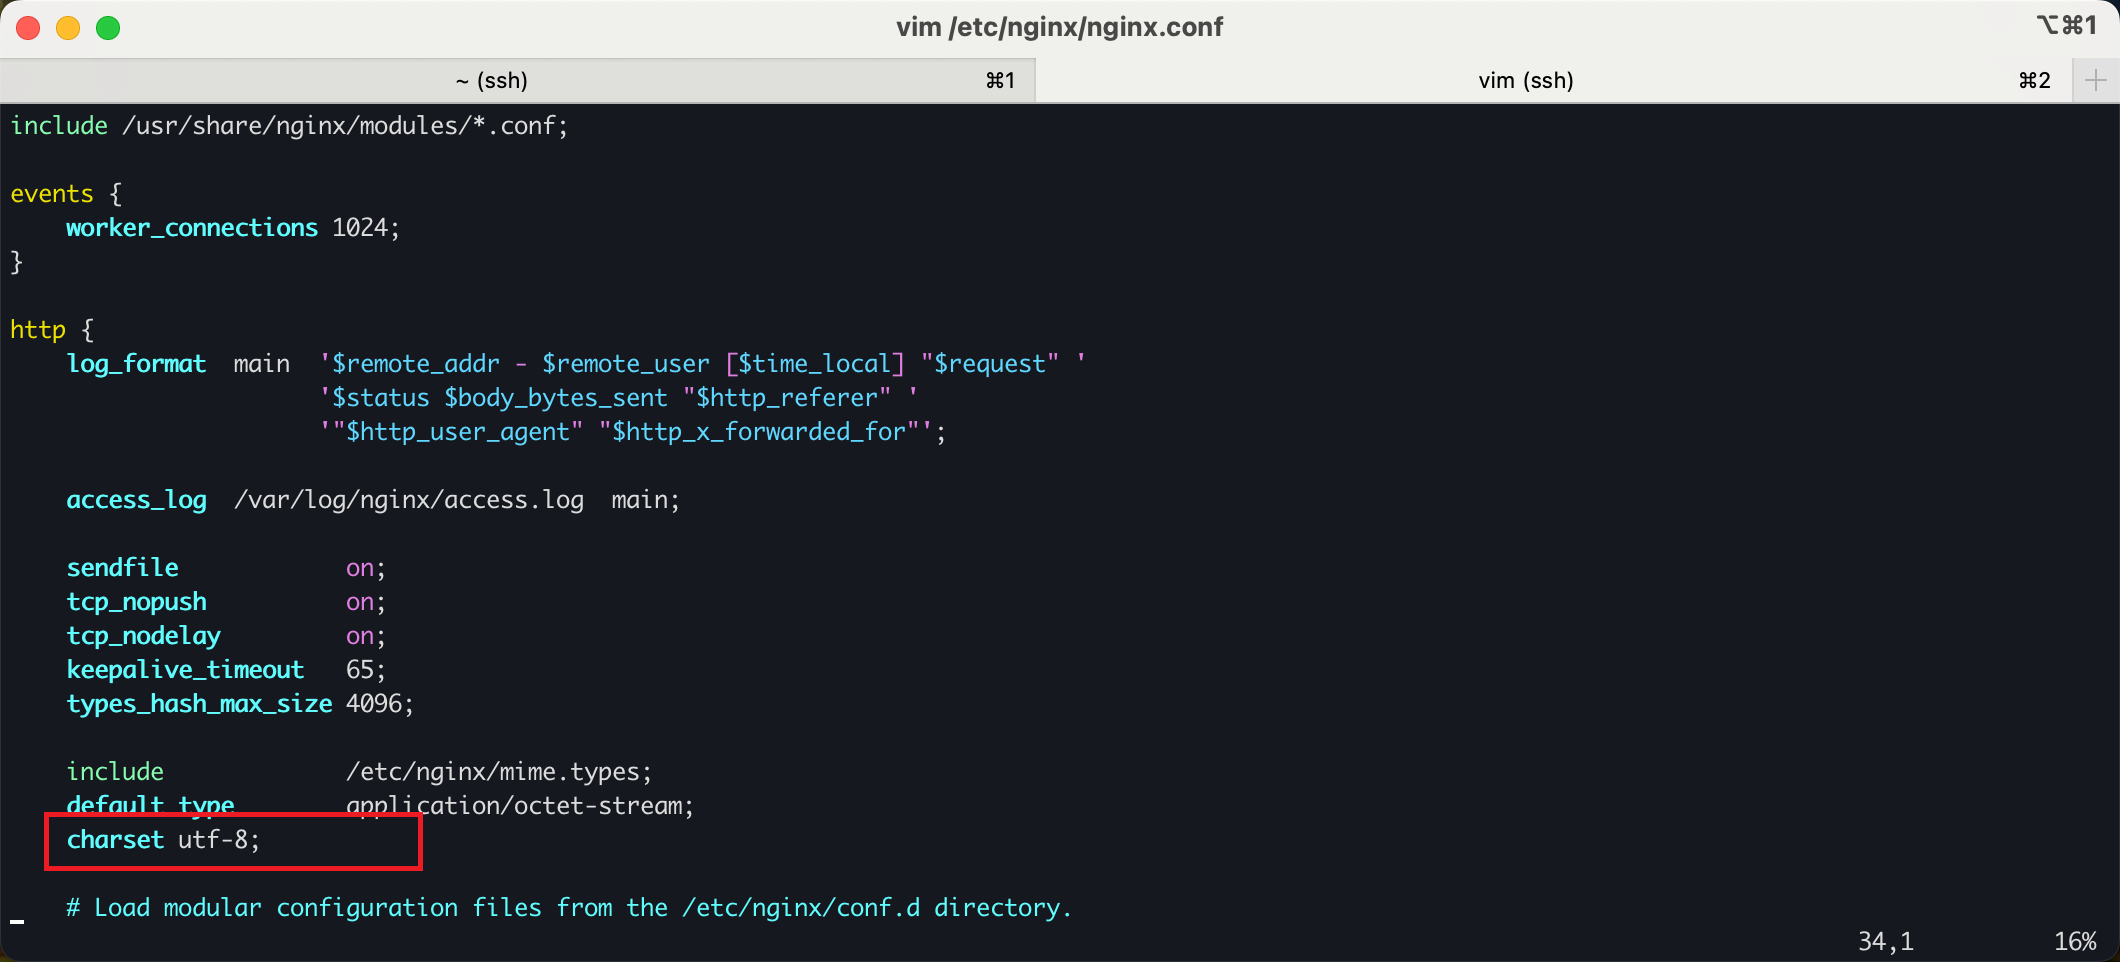 vim /etc/nginx/nginx.conf
⌥⌘1
~ (ssh) ⌘1
vim (ssh) ⌘2
include /usr/share/nginx/modules/*.conf;
events {
    worker_connections 1024;
}
http {
    log_format  main  '$remote_addr - $remote_user [$time_local] "$request" '
                      '$status $body_bytes_sent "$http_referer" '
                      '"$http_user_agent" "$http_x_forwarded_for"';
    access_log  /var/log/nginx/access.log  main;
    sendfile            on;
    tcp_nopush          on;
    tcp_nodelay         on;
    keepalive_timeout   65;
    types_hash_max_size 4096;
    include             /etc/nginx/mime.types;
    default_type        application/octet-stream;
    charset utf-8;
    # Load modular configuration files from the /etc/nginx/conf.d directory.
34,1 16%